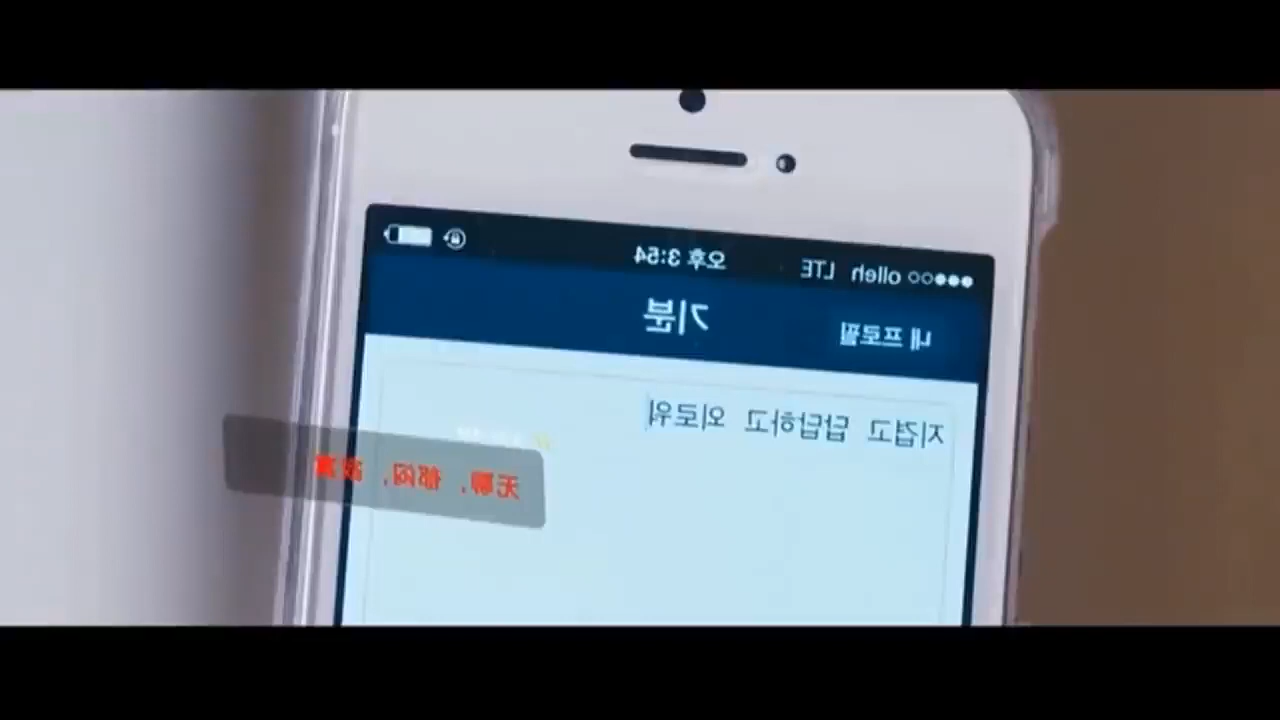 ●●●○○ olleh LTE 오후 3:54
내 프로필 기분
지겹고 답답하고 외로워
无聊, 郁闷, 寂寞